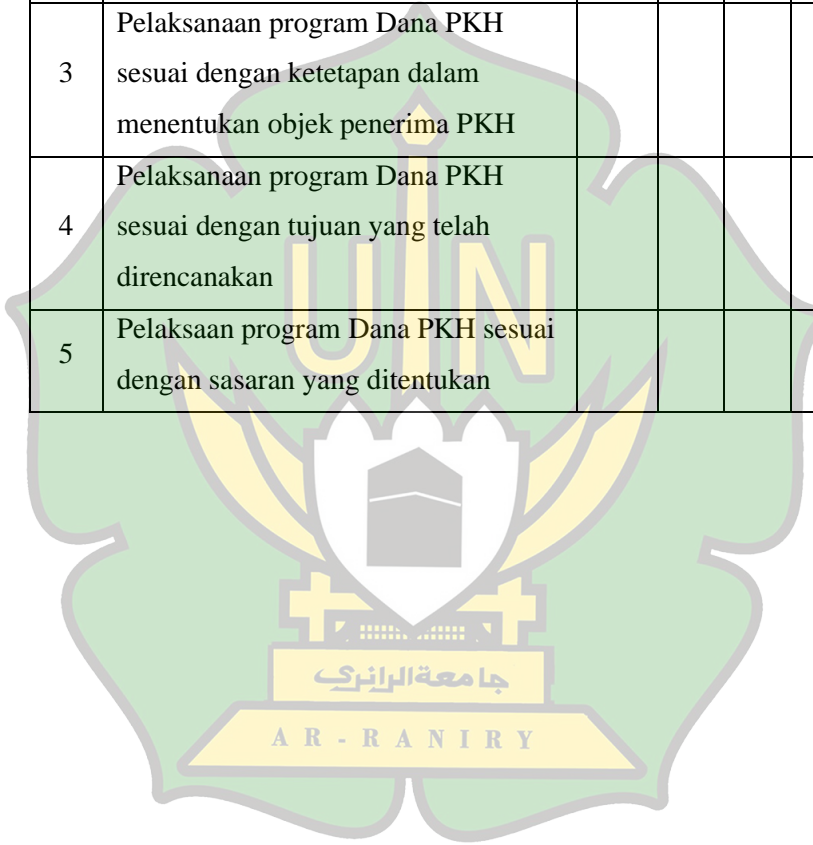 3
Pelaksanaan program Dana PKH
sesuai dengan ketetapan dalam
menentukan objek penerima PKH
4
Pelaksanaan program Dana PKH
sesuai dengan tujuan yang telah
direncanakan
5
Pelaksaan program Dana PKH sesuai
dengan sasaran yang ditentukan
UIN
جامعةالرانري
AR-RANIRY